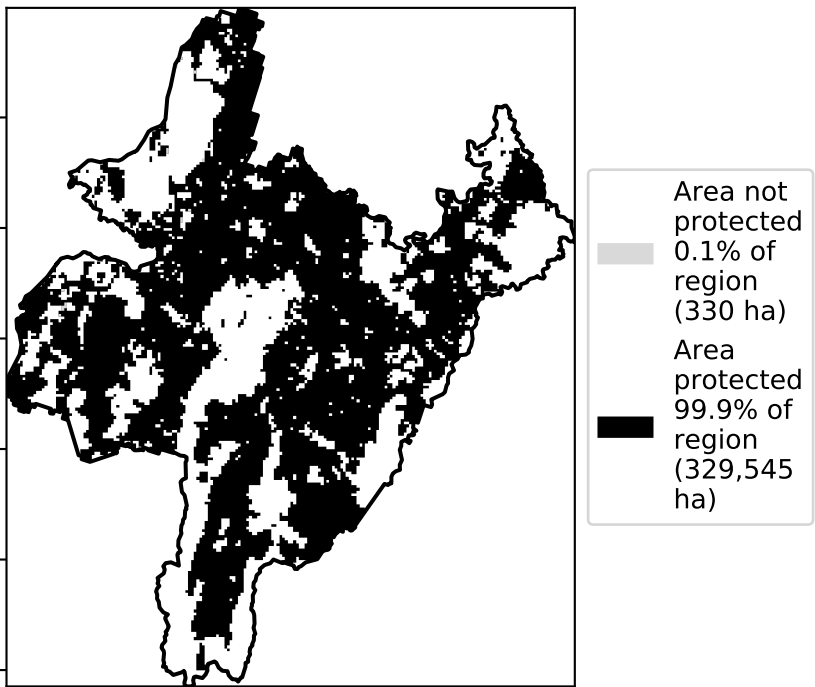 Area not
protected
0.1% of
region
(330 ha)
Area
protected
99.9% of
region
(329,545
ha)